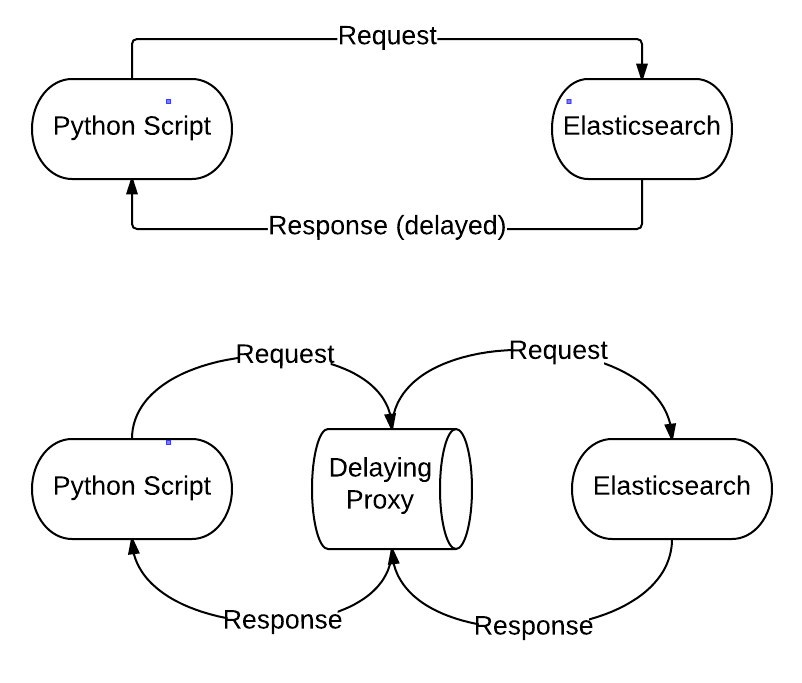 Request
Python Script
Elasticsearch
Response (delayed)
Request
Request
Python Script
Delaying
Proxy
Elasticsearch
Response
Response